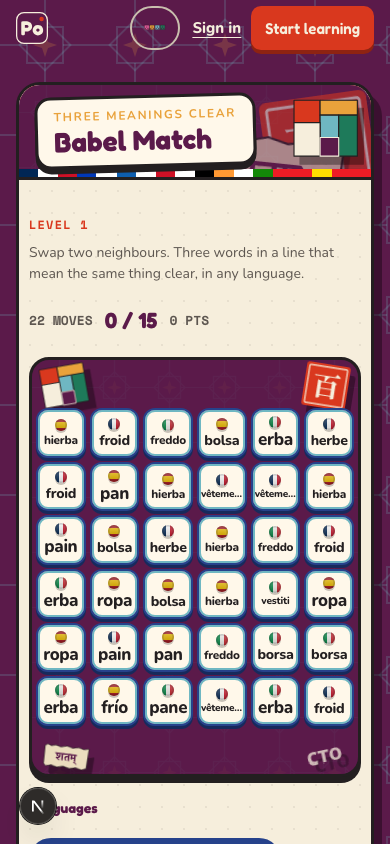 Po
Sign in
Start learning
THREE MEANINGS CLEAR
Babel Match
LEVEL 1
Swap two neighbours. Three words in a line that
mean the same thing clear, in any language.
22 MOVES 0 / 15 0 PTS
百
hierba froid freddo bolsa erba herbe
froid pan hierba vêteme... vêteme... hierba
pain bolsa herbe hierba freddo froid
erba ropa bolsa hierba vestiti ropa
ropa pain pan freddo borsa borsa
erba frío pane vêteme... erba froid
शतम्
СТО
N
guages